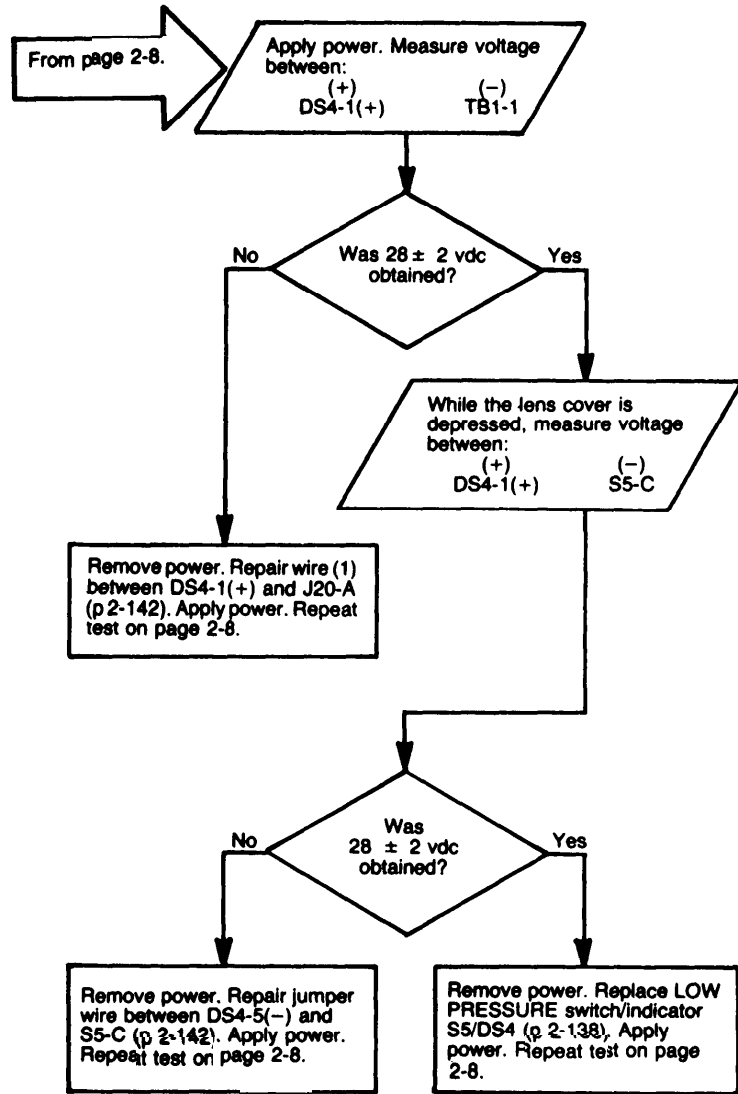 From page 2-8.
Apply power. Measure voltage
between:
(+) (−)
DS4-1(+) TB1-1
No
Was 28 ± 2 vdc
obtained?
Yes
While the lens cover is
depressed, measure voltage
between:
(+) (−)
DS4-1(+) S5-C
Remove power. Repair wire (1)
between DS4-1(+) and J20-A
(p 2-142). Apply power. Repeat
test on page 2-8.
No
Was
28 ± 2 vdc
obtained?
Yes
Remove power. Repair jumper
wire between DS4-5(−) and
S5-C (p 2-142). Apply power.
Repeat test on page 2-8.
Remove power. Replace LOW
PRESSURE switch/indicator
S5/DS4 (p 2-138). Apply
power. Repeat test on page
2-8.